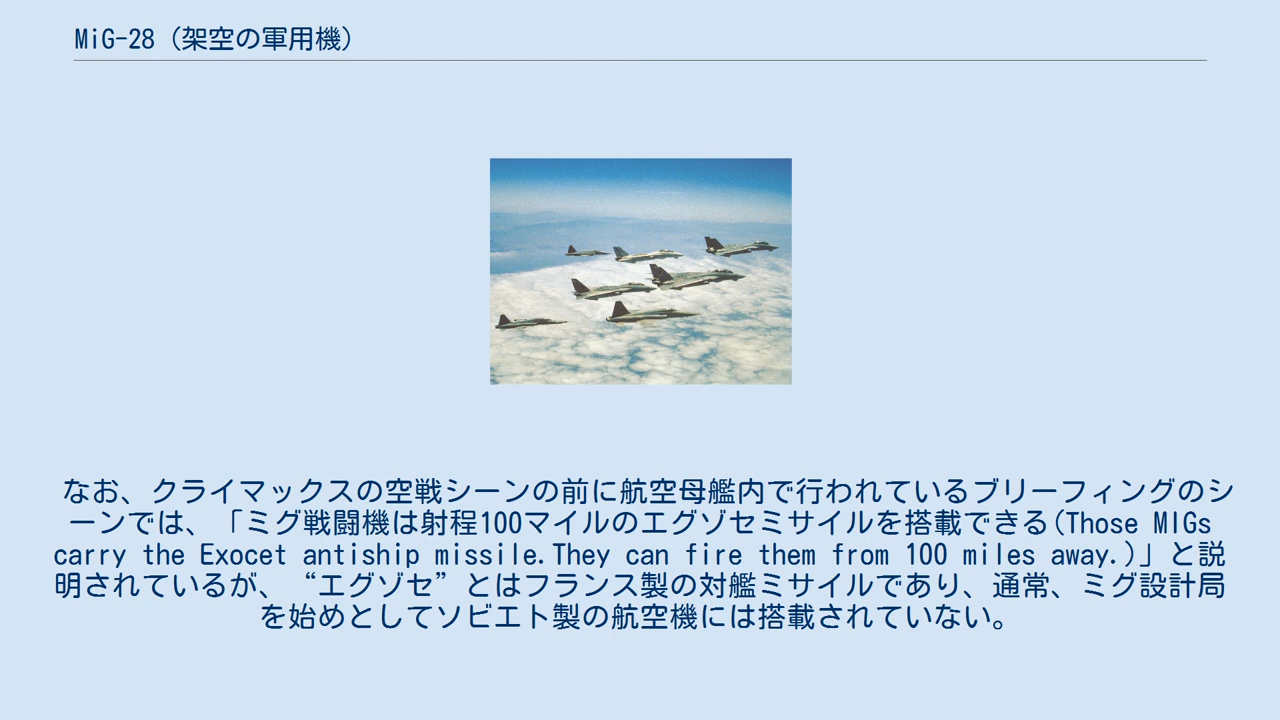 MiG-28（架空の軍用機）
なお、クライマックスの空戦シーンの前に航空母艦内で行われているブリーフィングのシ
ーンでは、「ミグ戦闘機は射程100マイルのエグゾセミサイルを搭載できる(Those MIGs
carry the Exocet antiship missile.They can fire them from 100 miles away.)」と説
明されているが、“エグゾセ”とはフランス製の対艦ミサイルであり、通常、ミグ設計局
を始めとしてソビエト製の航空機には搭載されていない。